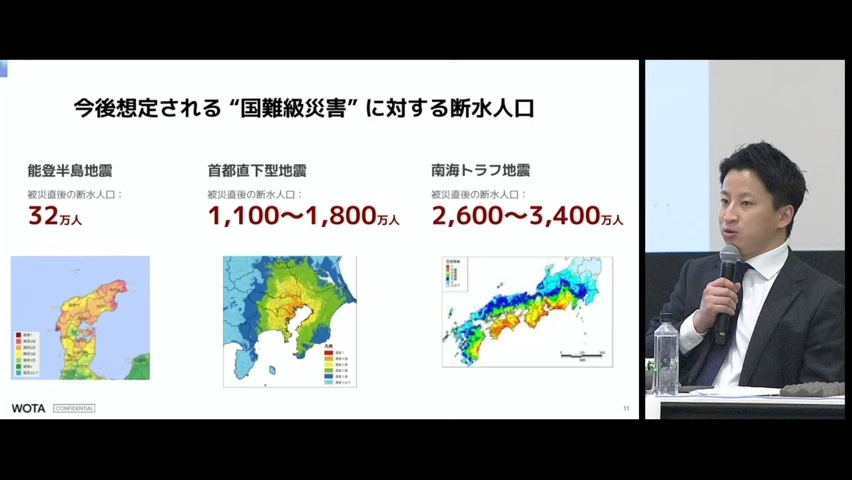 今後想定される “国難級災害” に対する断水人口
能登半島地震
被災直後の断水人口：
32万人
首都直下型地震
被災直後の断水人口：
1,100〜1,800万人
南海トラフ地震
被災直後の断水人口：
2,600〜3,400万人
凡例
WOTA
CONFIDENTIAL
11